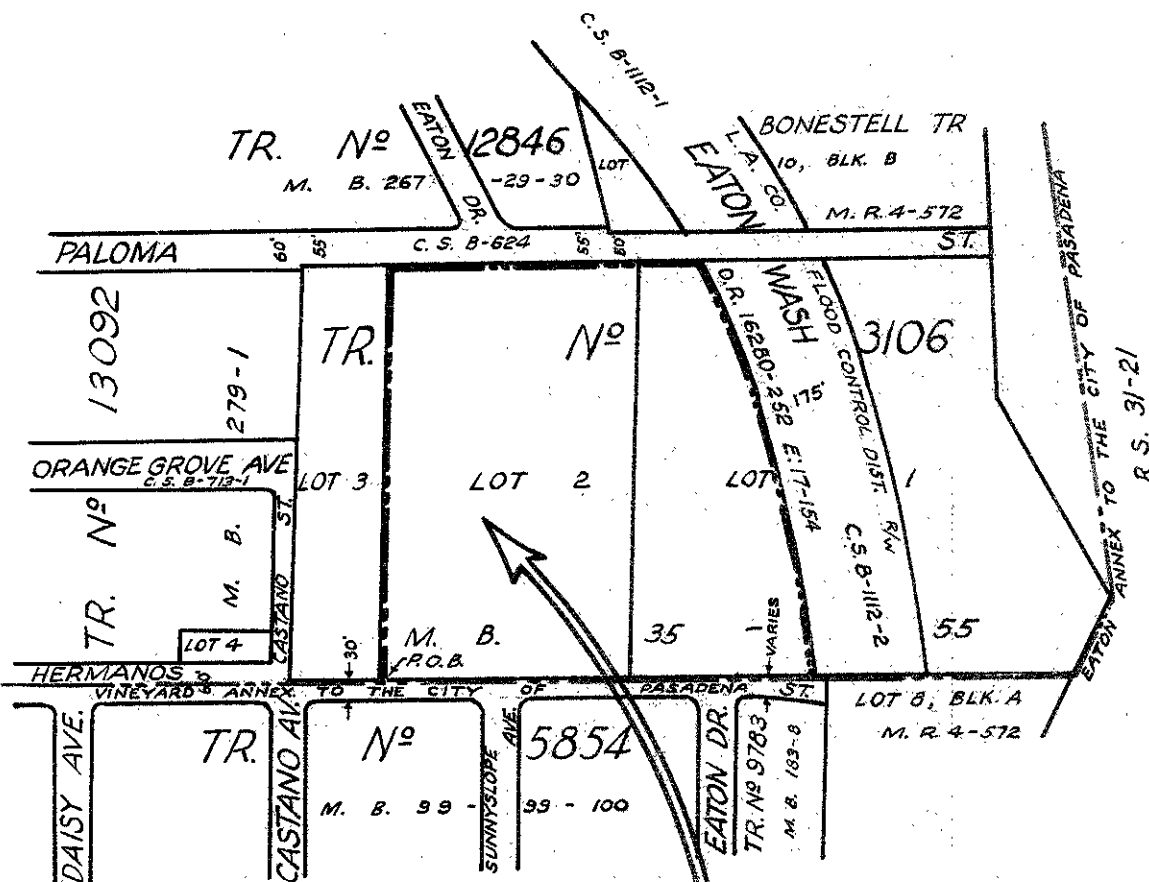 C.S. B-1112-1
TR. Nº 12846
M. B. 267 -29-30
EATON DR.
LOT
EATON
L. A. CO.
BONESTELL TR
10, BLK. B
M. R. 4-572
PALOMA ST.
60' 55'
C. S. B-624
55' 80'
13092
279-1
TR. Nº 3106
WASH
O.R. 16280-252 E:17-154
175'
FLOOD CONTROL DIST. R/W
C.S. B-1112-2
EATON ANNEX TO THE CITY OF PASADENA
R S. 31-21
ORANGE GROVE AVE
C. S. B-713-1
LOT 3
LOT 2
LOT 1
TR. Nº
M. B.
CASTANO ST.
LOT 4
M. B. 35 - 55
P.O.B.
30'
VARIES
HERMANOS 60' ST.
VINEYARD ANNEX TO THE CITY OF PASADENA
LOT 8, BLK. A
M. R. 4-572
DAISY AVE.
CASTANO AV.
TR. Nº 5854
M. B. 99 - 99 - 100
SUNNYSLOPE AVE.
EATON DR.
TR. Nº 9783
M. B. 183-8